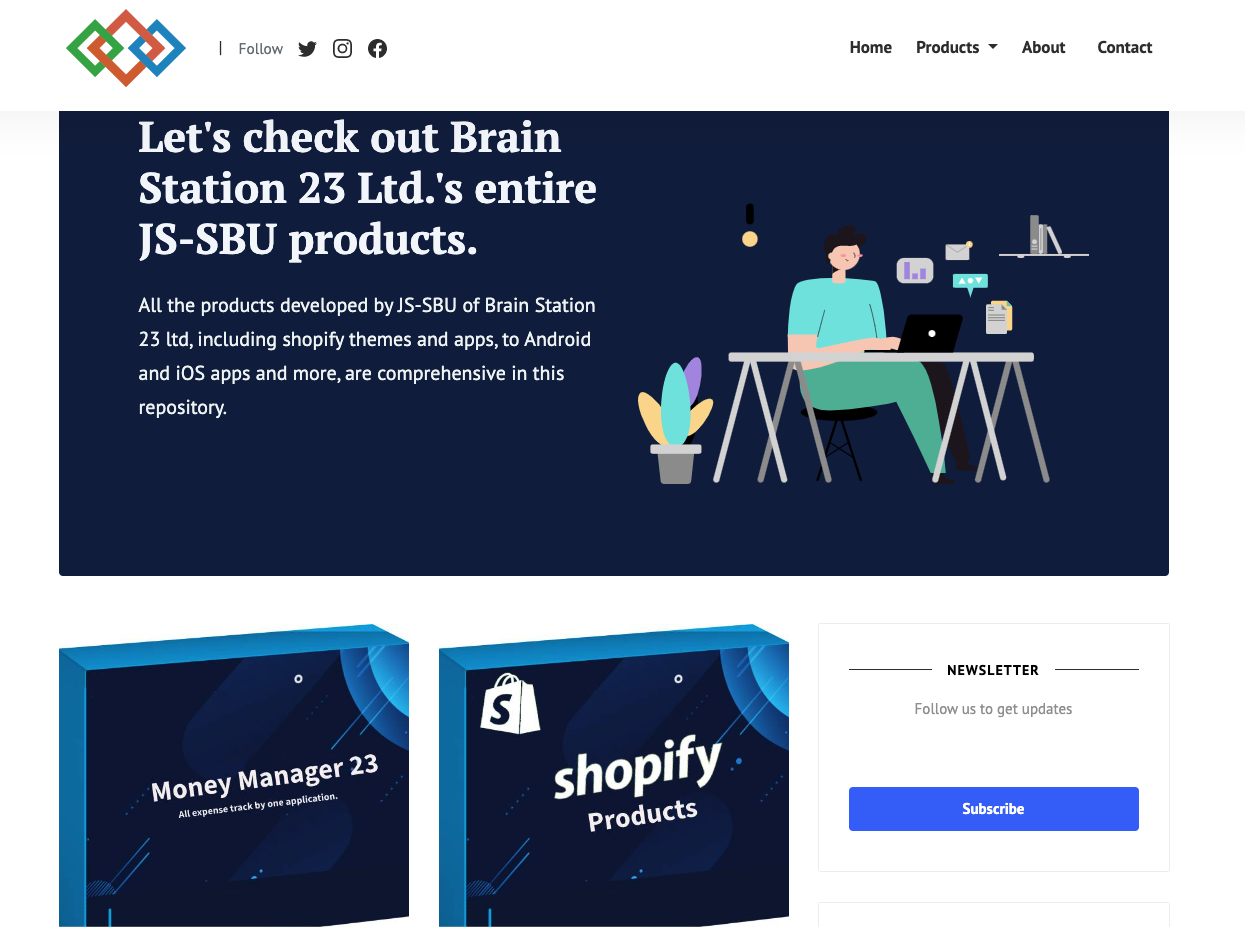 | Follow
Home Products About Contact
Let's check out Brain
Station 23 Ltd.'s entire
JS-SBU products.
All the products developed by JS-SBU of Brain Station
23 ltd, including shopify themes and apps, to Android
and iOS apps and more, are comprehensive in this
repository.
Money Manager 23
All expense track by one application.
S
shopify
Products
NEWSLETTER
Follow us to get updates
Subscribe